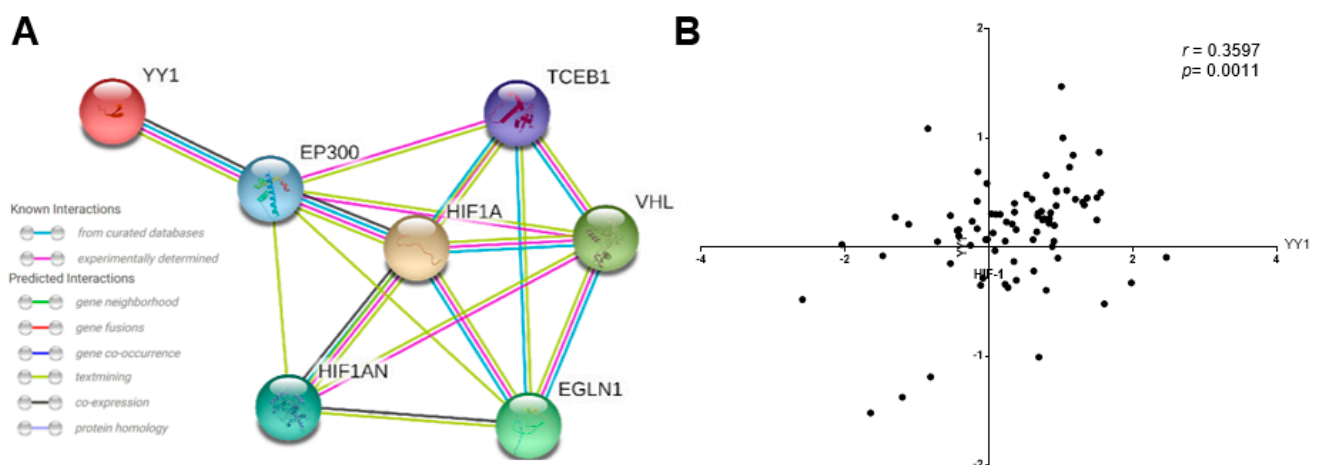 A
YY1
TCEB1
EP300
HIF1A
VHL
HIF1AN
EGLN1
Known Interactions
from curated databases
experimentally determined
Predicted Interactions
gene neighborhood
gene fusions
gene co-occurrence
textmining
co-expression
protein homology
B
r = 0.3597
p= 0.0011
2
1
-4
-2
2
4
YY1
YY1
HIF-1
-1
-2